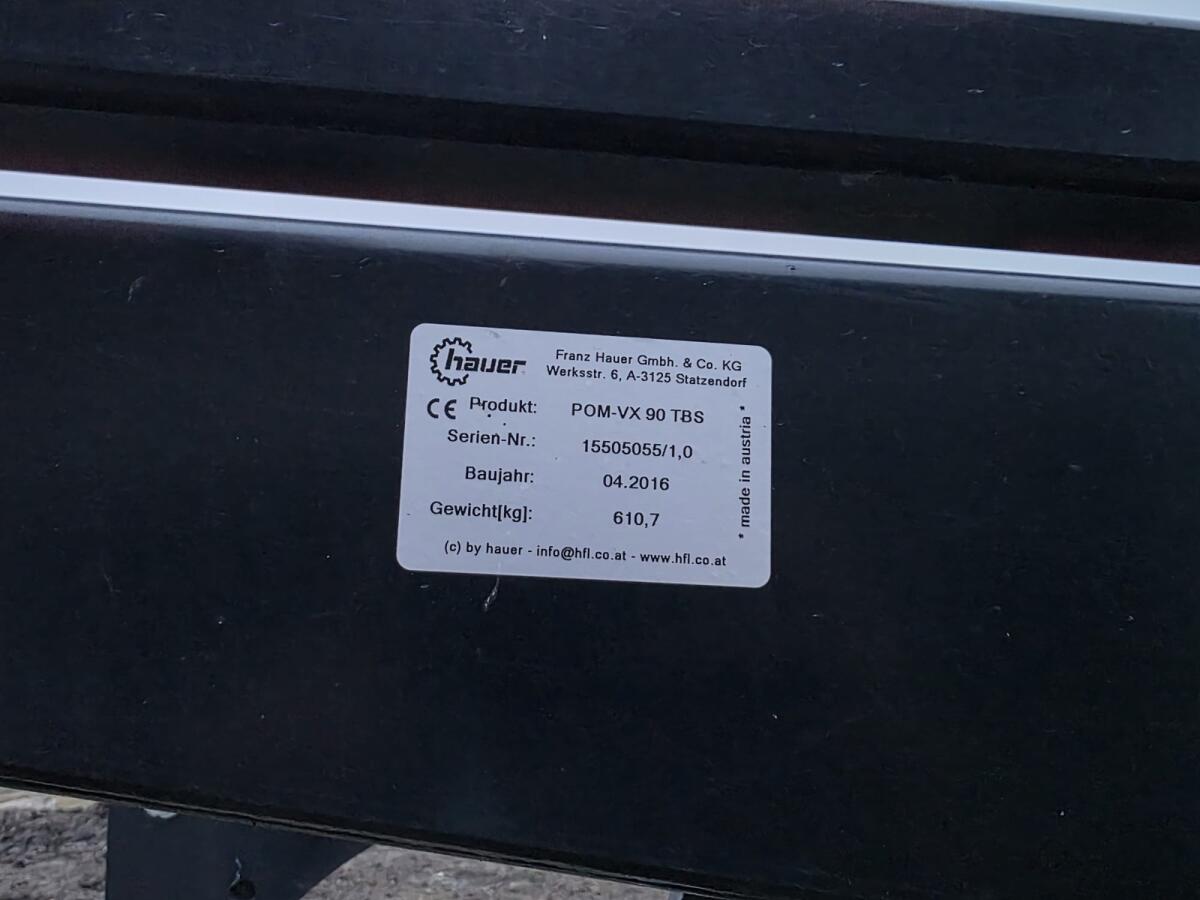 hauer
Franz Hauer Gmbh. & Co. KG
Werksstr. 6, A-3125 Statzendorf
CE Produkt: POM-VX 90 TBS
Serien-Nr.: 15505055/1,0
Baujahr: 04.2016
Gewicht[kg]: 610,7
* made in austria *
(c) by hauer - info@hfl.co.at - www.hfl.co.at